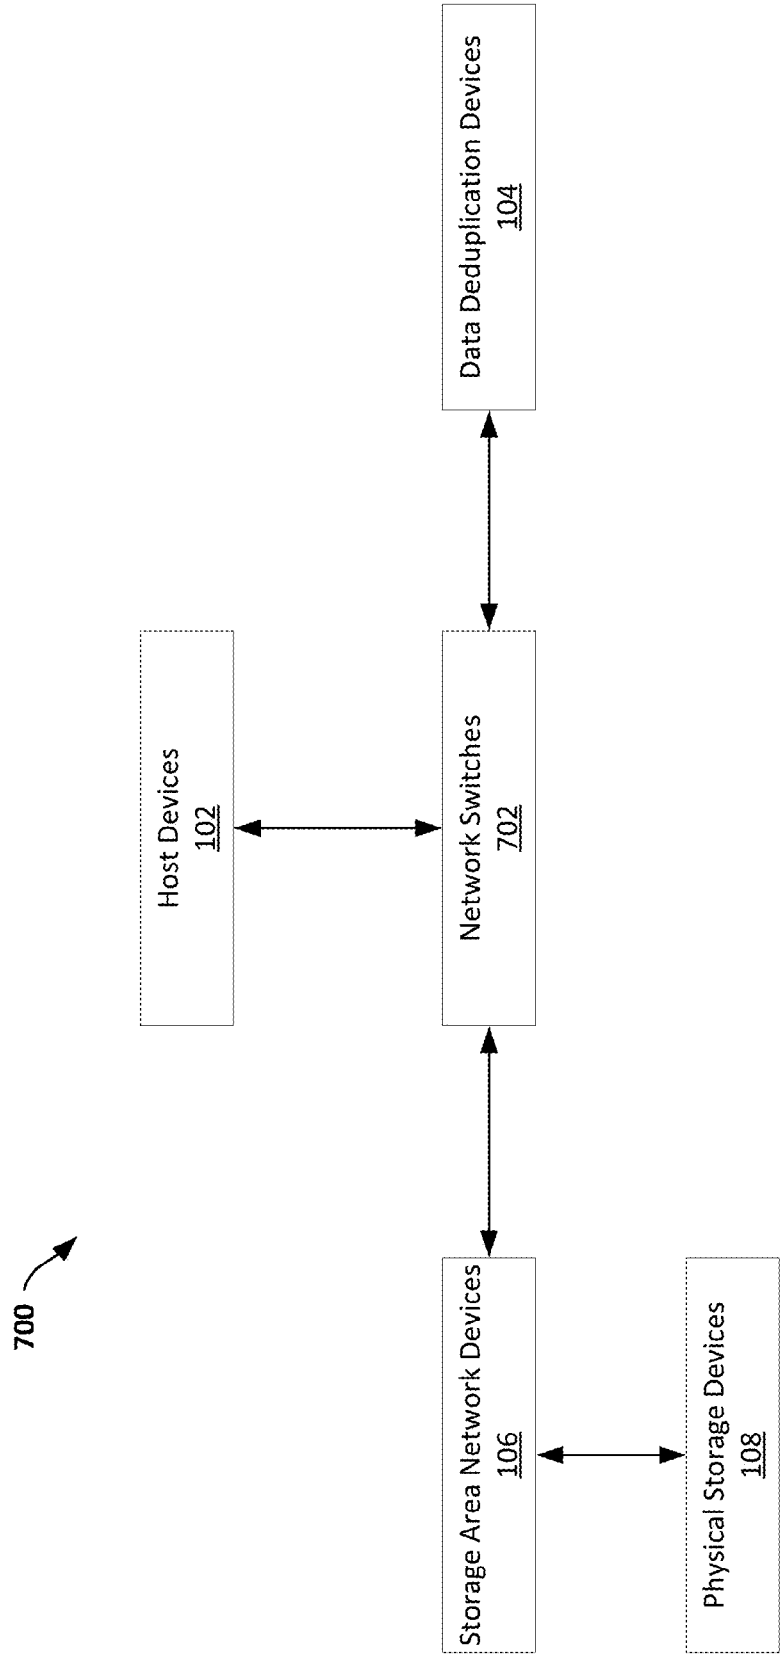 700
Host Devices
102
Storage Area Network Devices
106
Network Switches
702
Data Deduplication Devices
104
Physical Storage Devices
108